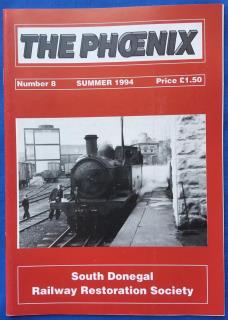 THE PHŒNIX
Number 8 SUMMER 1994 Price £1.50
South Donegal
Railway Restoration Society